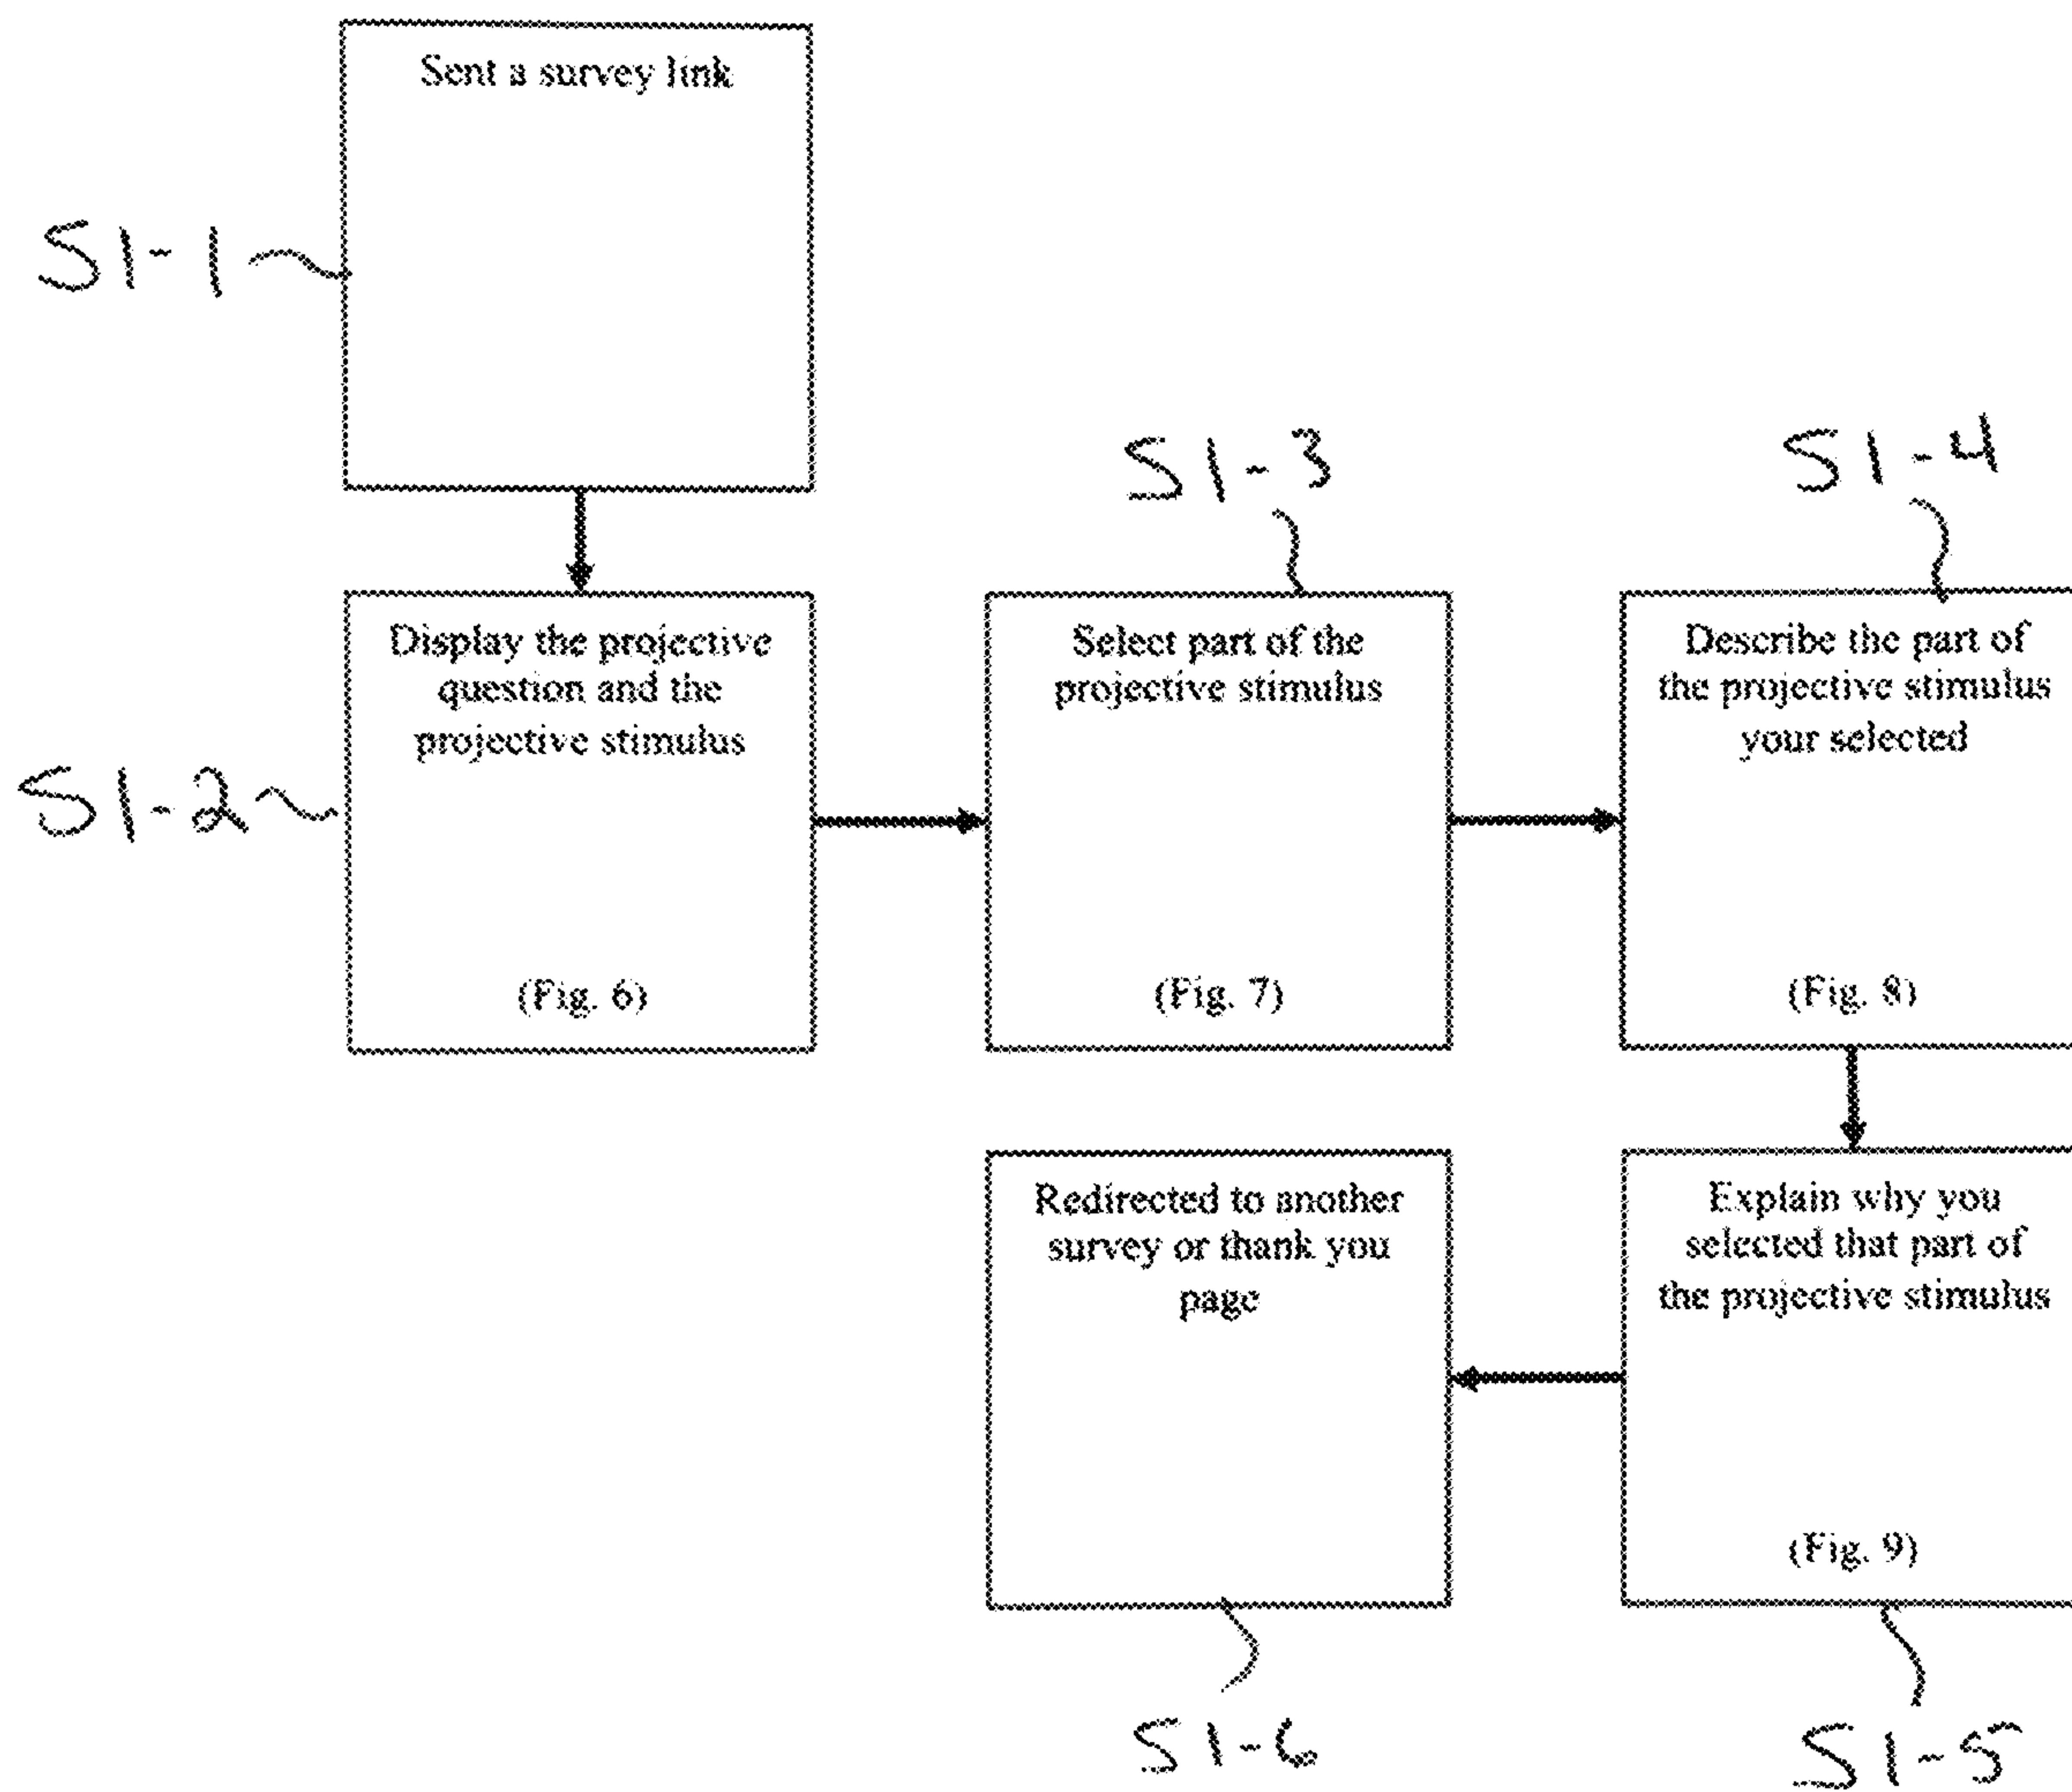 Sent a survey link
S1-1
S1-3
S1-4
Display the projective
question and the
projective stimulus
(Fig. 6)
S1-2
Select part of the
projective stimulus
(Fig. 7)
Describe the part of
the projective stimulus
your selected
(Fig. 8)
Redirected to another
survey or thank you
page
Explain why you
selected that part of
the projective stimulus
(Fig. 9)
S1-6
S1-5